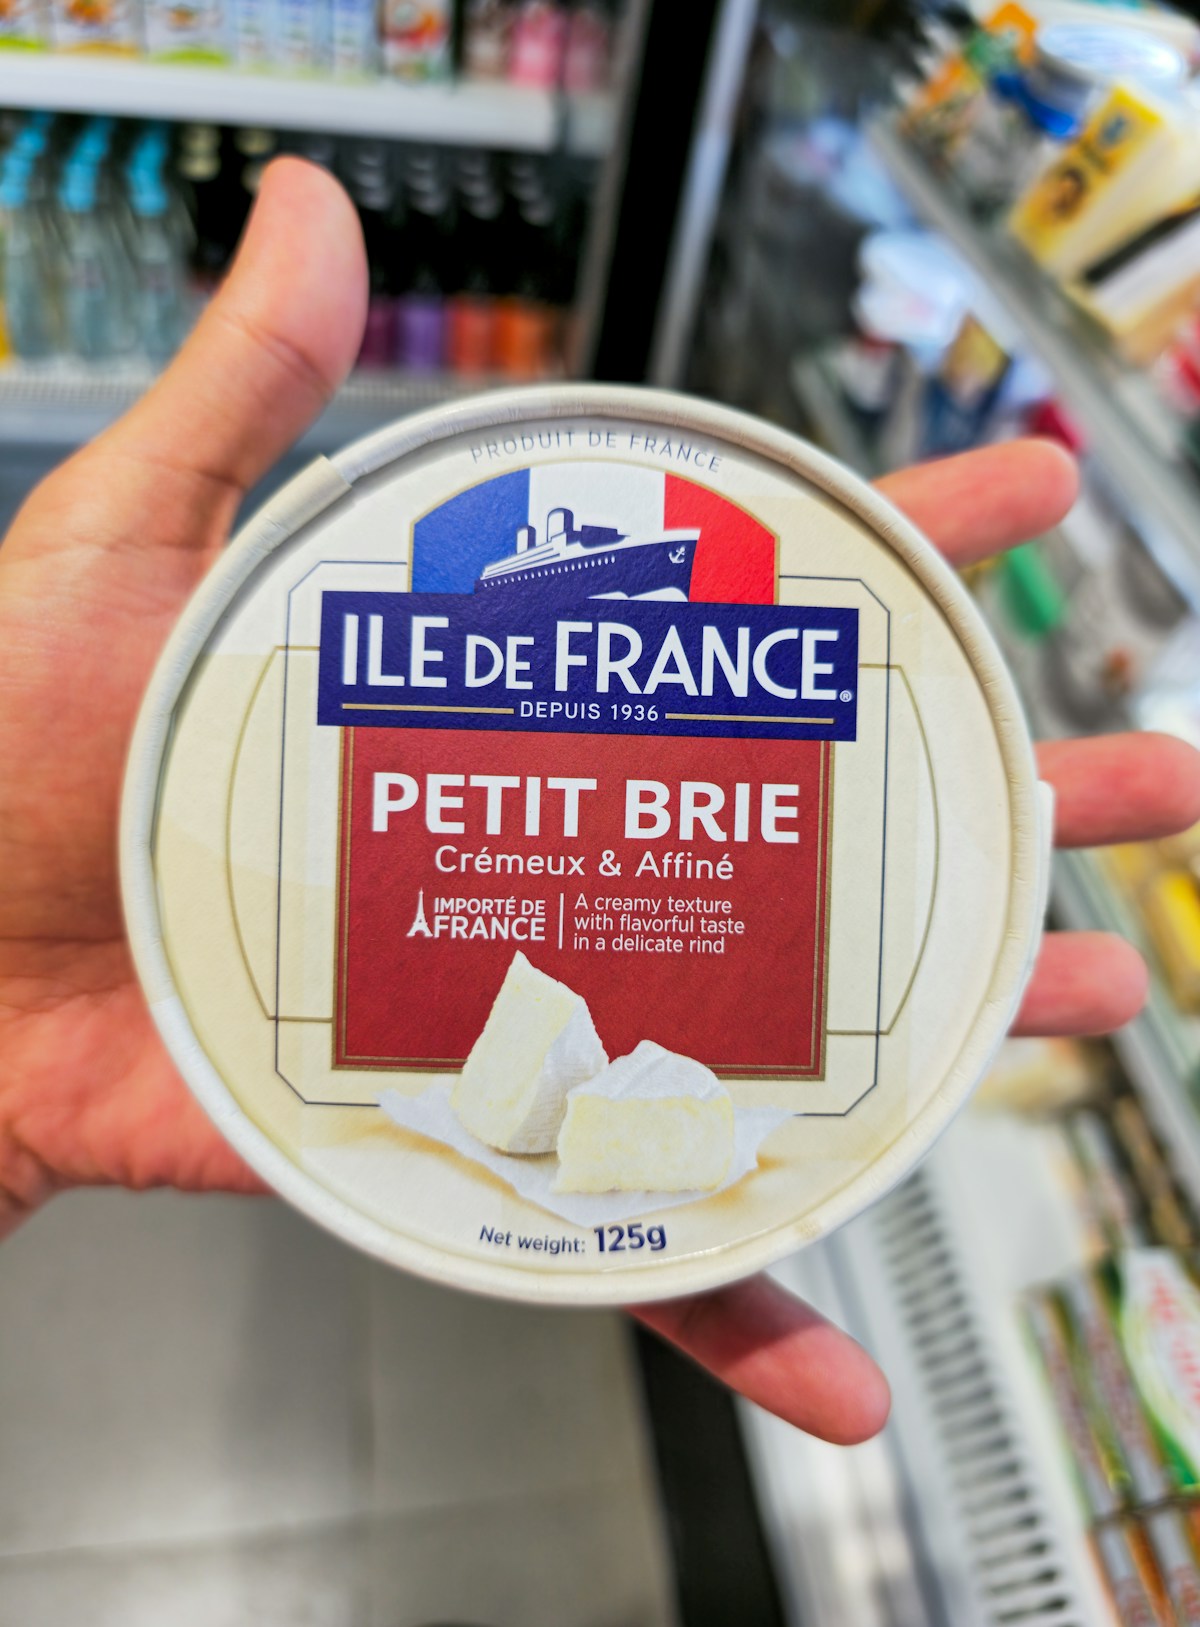 PRODUIT DE FRANCE
ILE DE FRANCE®
DEPUIS 1936
PETIT BRIE
Crémeux & Affiné
IMPORTÉ DE
FRANCE
A creamy texture
with flavorful taste
in a delicate rind
Net weight: 125g